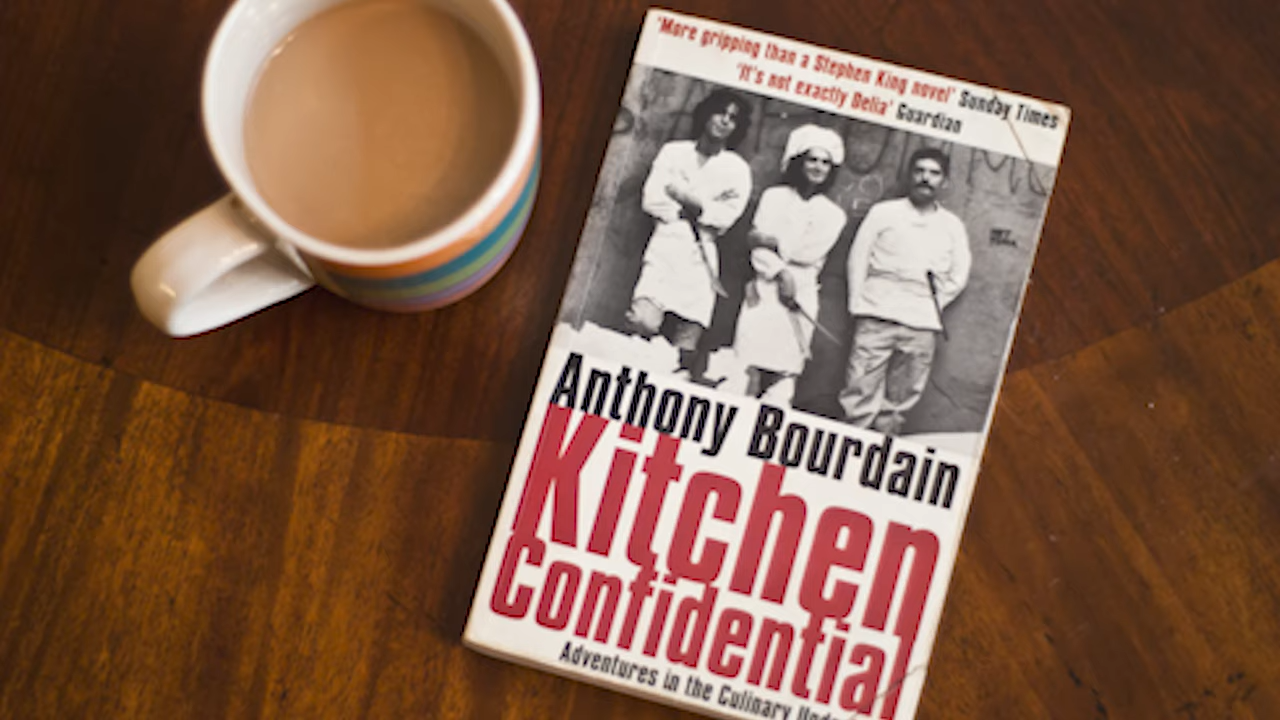 'More gripping than a Stephen King novel' Sunday Times
'It's not exactly Delia' Guardian
Anthony Bourdain
Kitchen
Confidential
Adventures in the Culinary